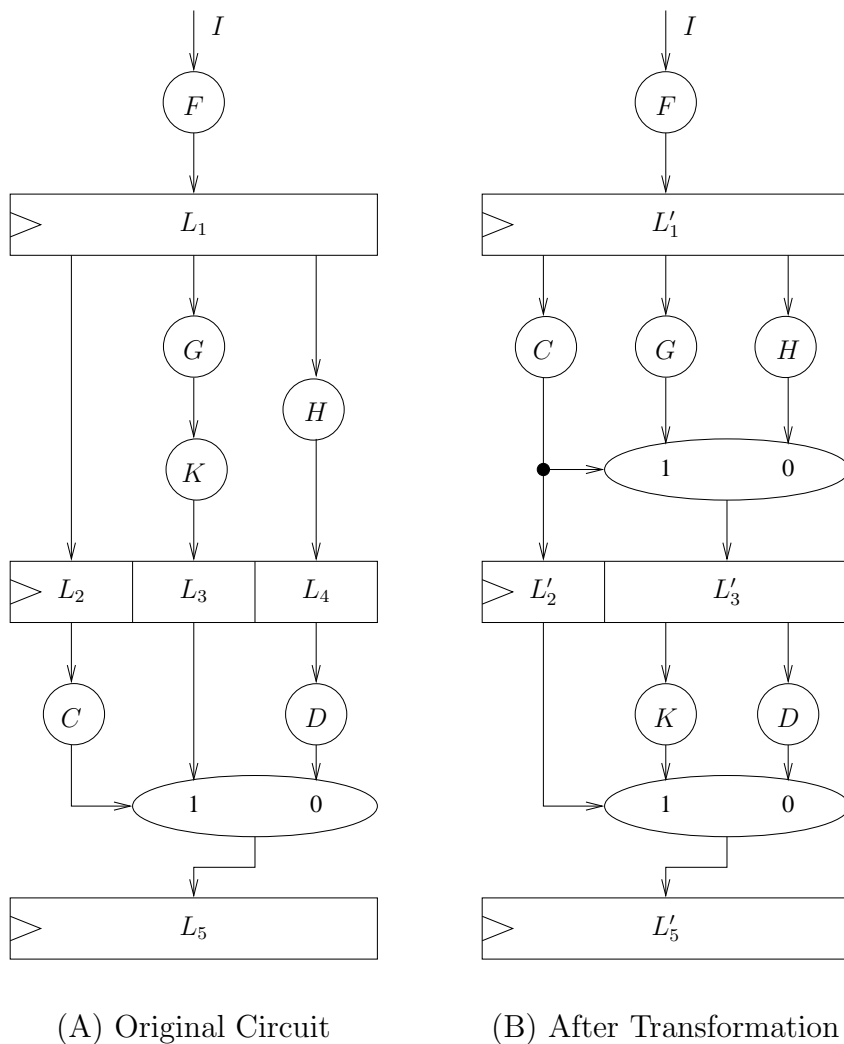 I I
F F
L₁ L′₁
G C G H
H
K 1 0
L₂ L₃ L₄ L′₂ L′₃
C D K D
1 0 1 0
L₅ L′₅
(A) Original Circuit (B) After Transformation